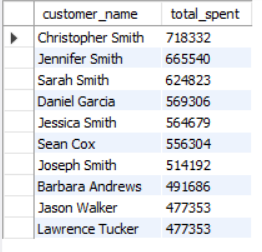 customer_name total_spent
Christopher Smith 718332
Jennifer Smith 665540
Sarah Smith 624823
Daniel Garcia 569306
Jessica Smith 564679
Sean Cox 556304
Joseph Smith 514192
Barbara Andrews 491686
Jason Walker 477353
Lawrence Tucker 477353